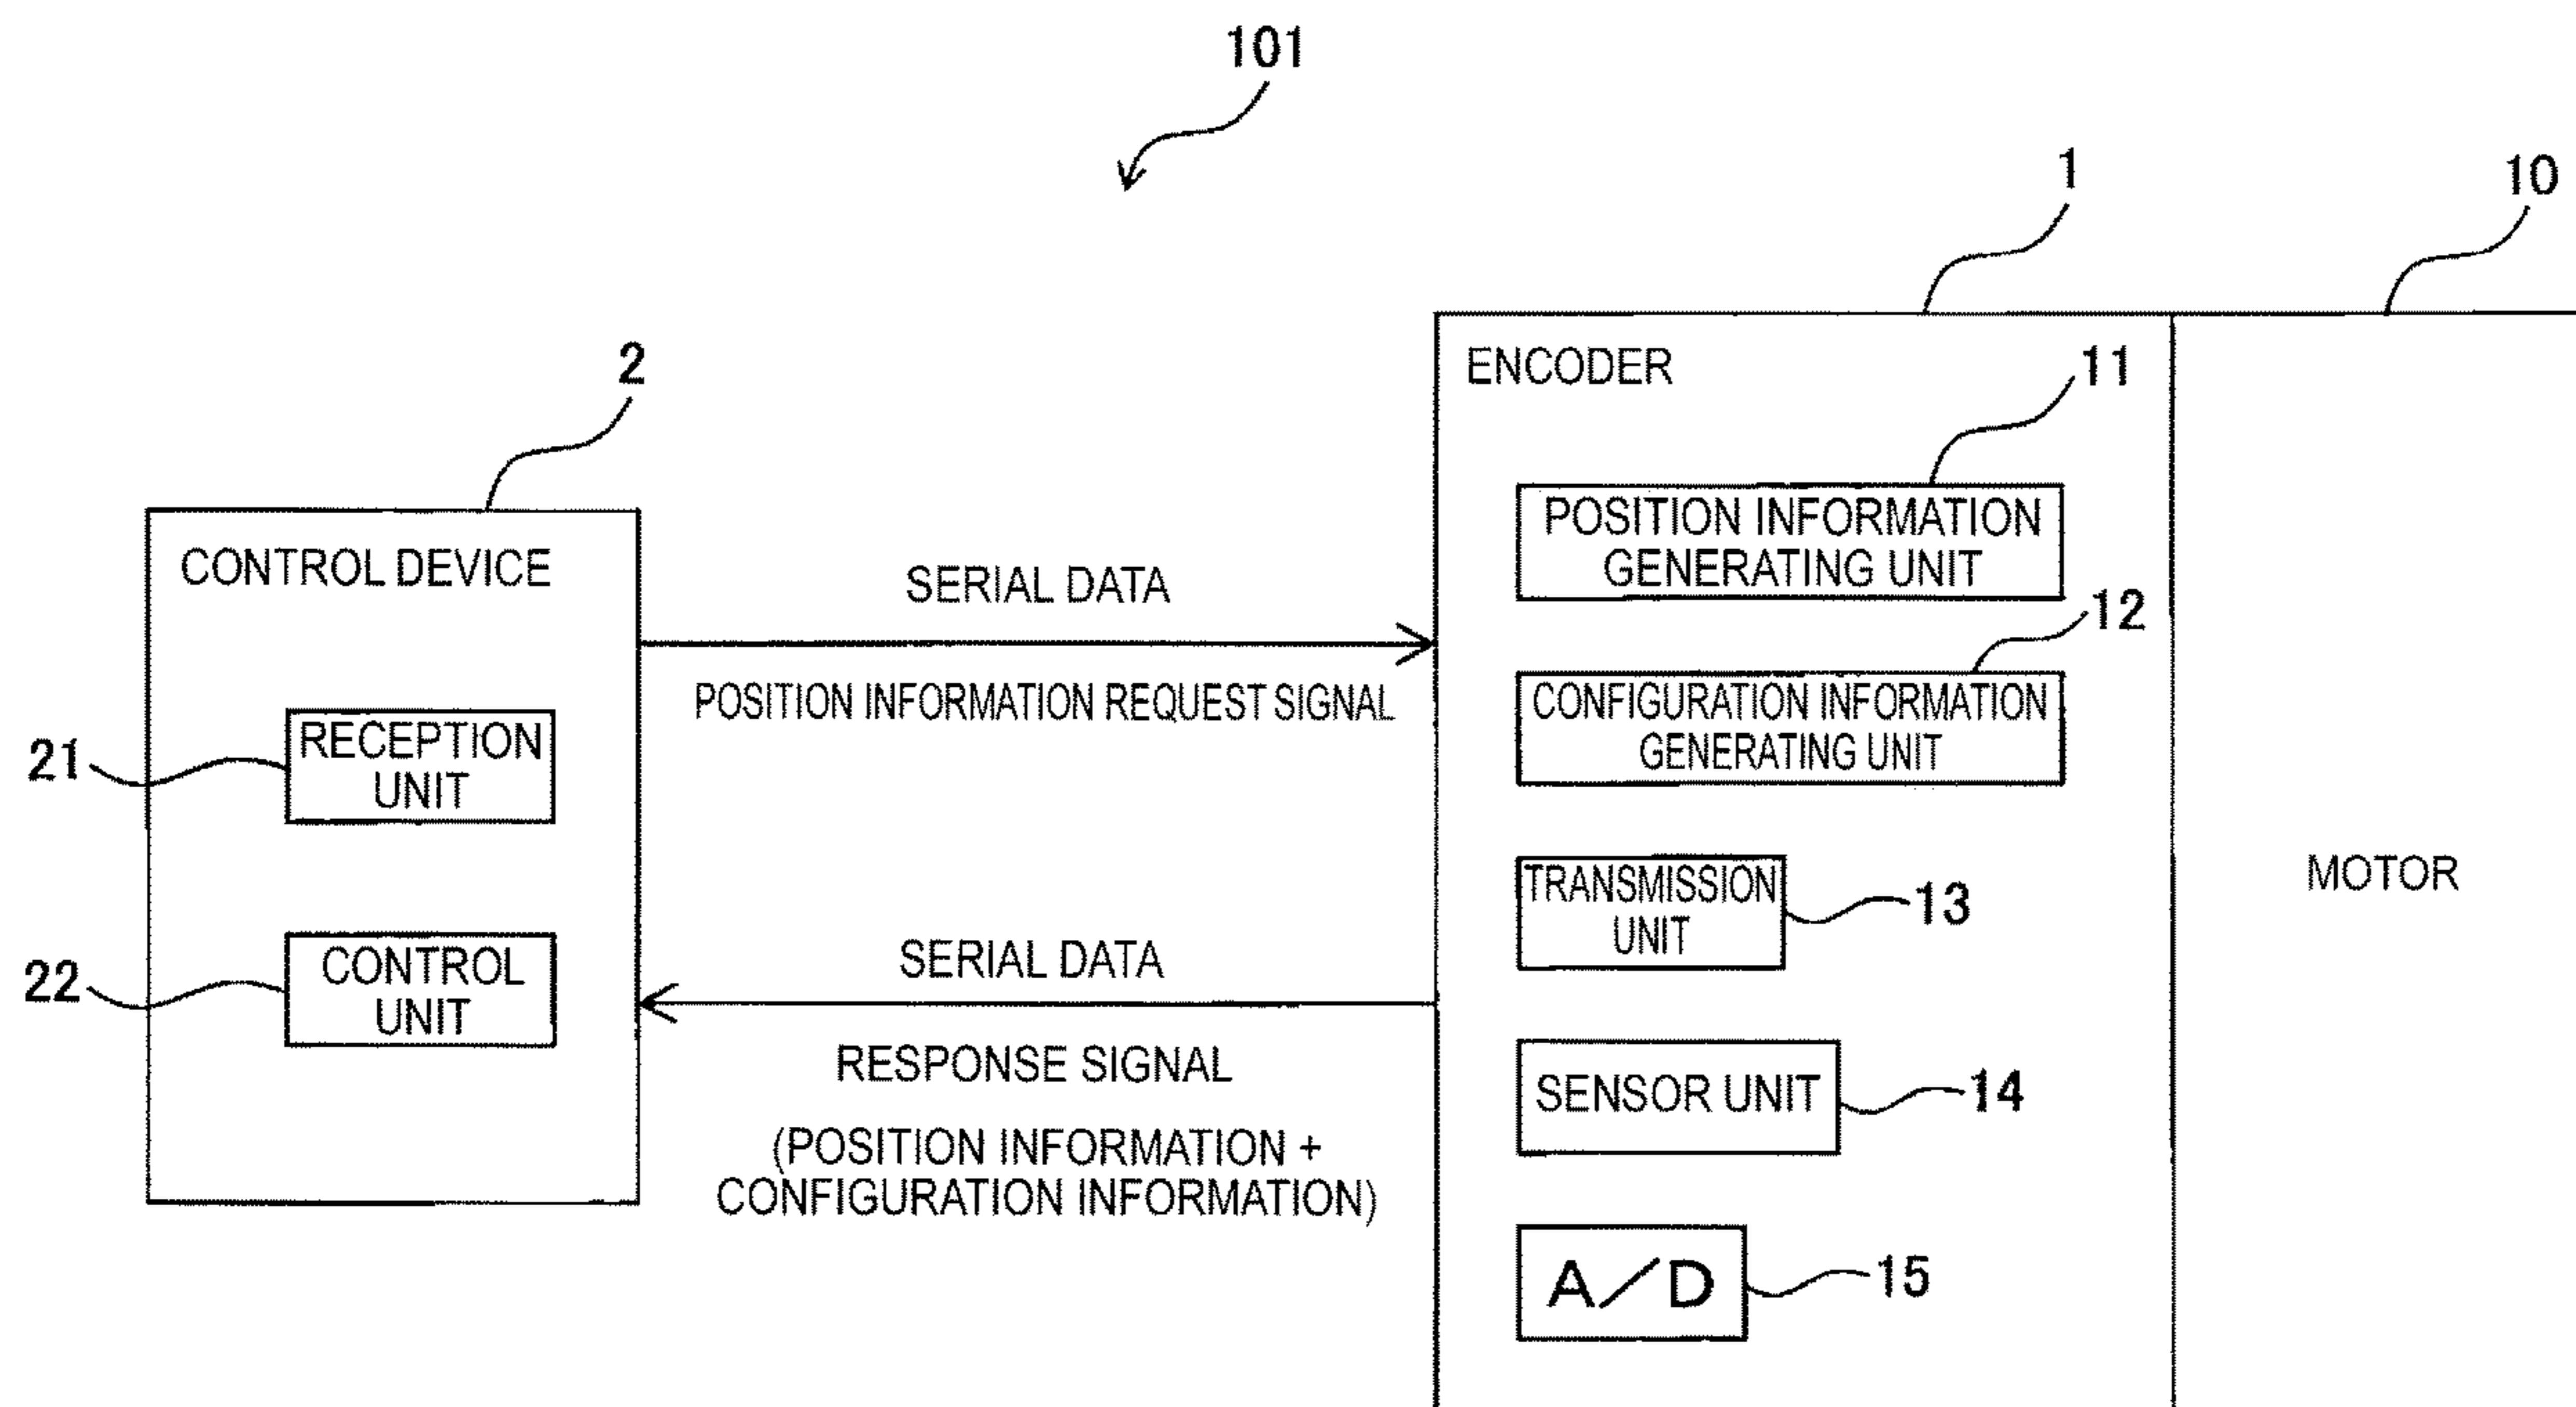 101
1
10
ENCODER
2
11
POSITION INFORMATION
GENERATING UNIT
CONTROL DEVICE
SERIAL DATA
12
POSITION INFORMATION REQUEST SIGNAL
CONFIGURATION INFORMATION
GENERATING UNIT
21
RECEPTION
UNIT
TRANSMISSION
UNIT
13
MOTOR
22
CONTROL
UNIT
SERIAL DATA
RESPONSE SIGNAL
(POSITION INFORMATION +
CONFIGURATION INFORMATION)
SENSOR UNIT
14
A/D
15